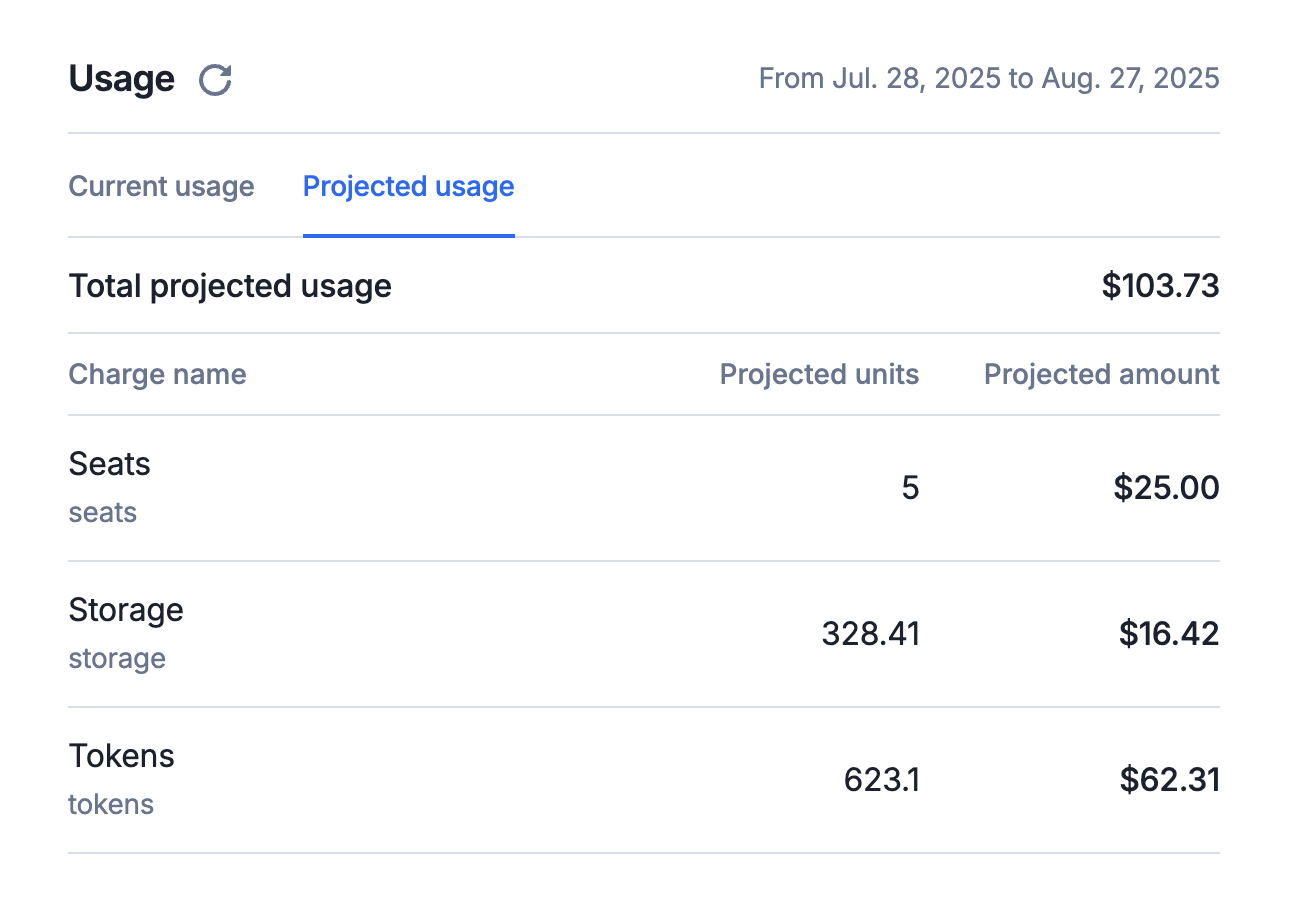 Usage
From Jul. 28, 2025 to Aug. 27, 2025
Current usage Projected usage
Total projected usage $103.73
Charge name Projected units Projected amount
Seats
seats
5 $25.00
Storage
storage
328.41 $16.42
Tokens
tokens
623.1 $62.31